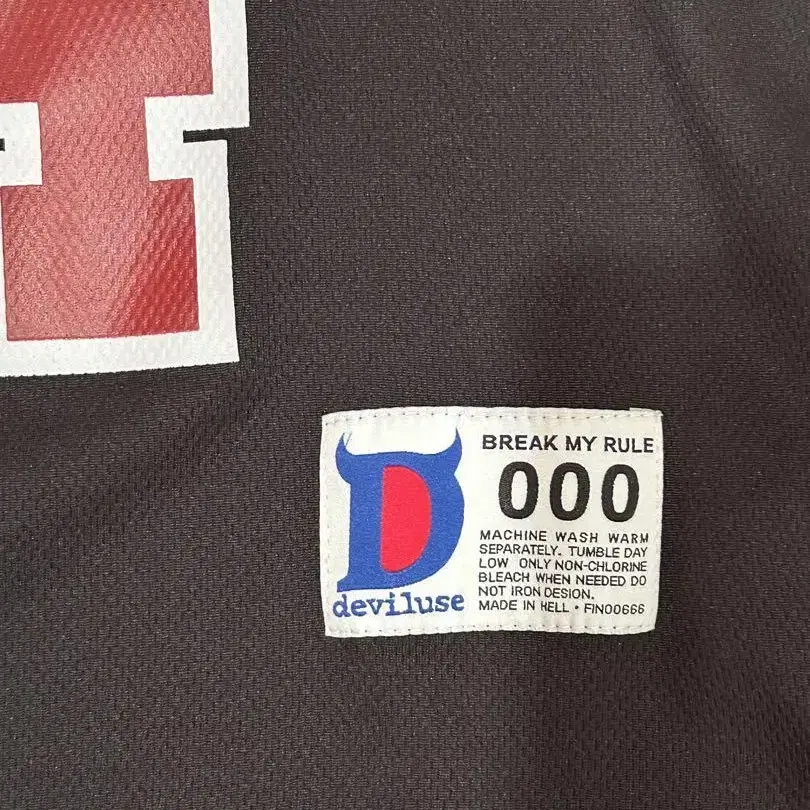 D
deviluse
BREAK MY RULE
000
MACHINE WASH WARM
SEPARATELY. TUMBLE DAY
LOW ONLY NON-CHLORINE
BLEACH WHEN NEEDED DO
NOT IRON DESIGN.
MADE IN HELL • FIN00666